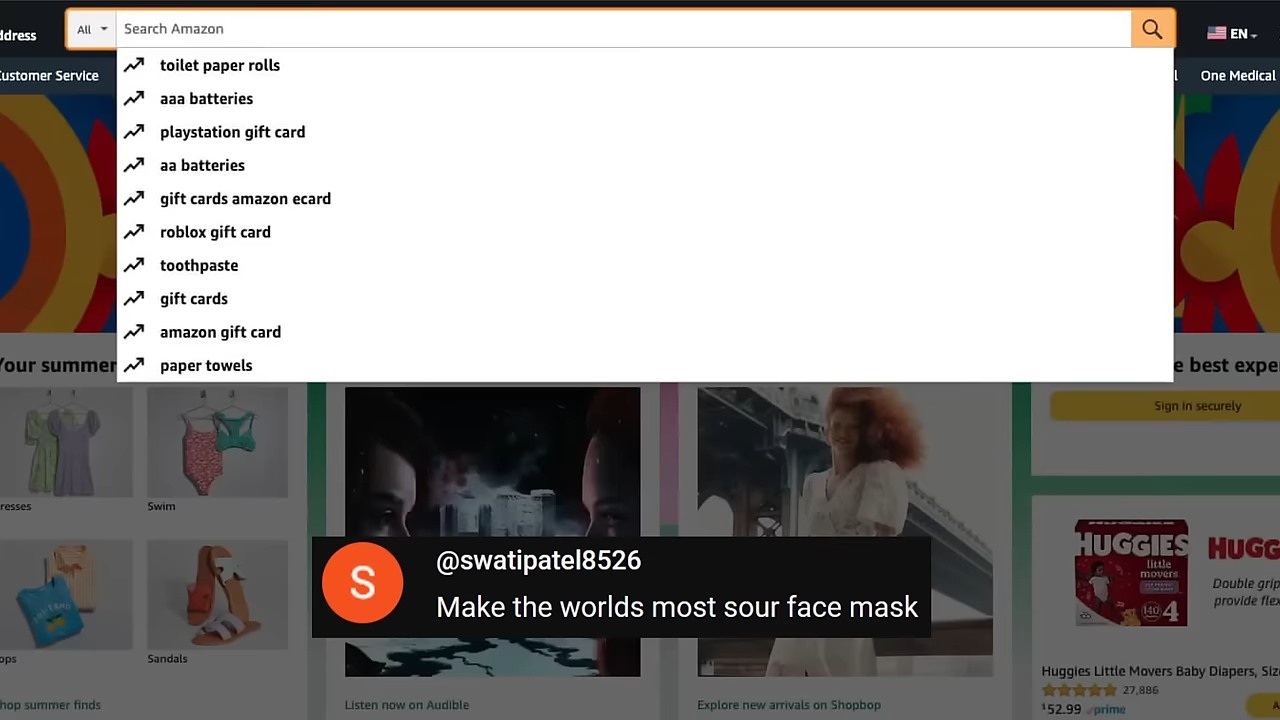 ddress
All
Search Amazon
EN
ustomer Service
One Medical
toilet paper rolls
aaa batteries
playstation gift card
aa batteries
gift cards amazon ecard
roblox gift card
toothpaste
gift cards
amazon gift card
paper towels
Your summer
e best expe
Sign in securely
resses
Swim
HUGGIES
little
movers
140
4
HUGG
Double grip
provide flex
@swatipatel8526
S
Make the worlds most sour face mask
ops
Sandals
Huggies Little Movers Baby Diapers, Siz
27,886
$52.99 prime
hop summer finds
Listen now on Audible
Explore new arrivals on Shopbop